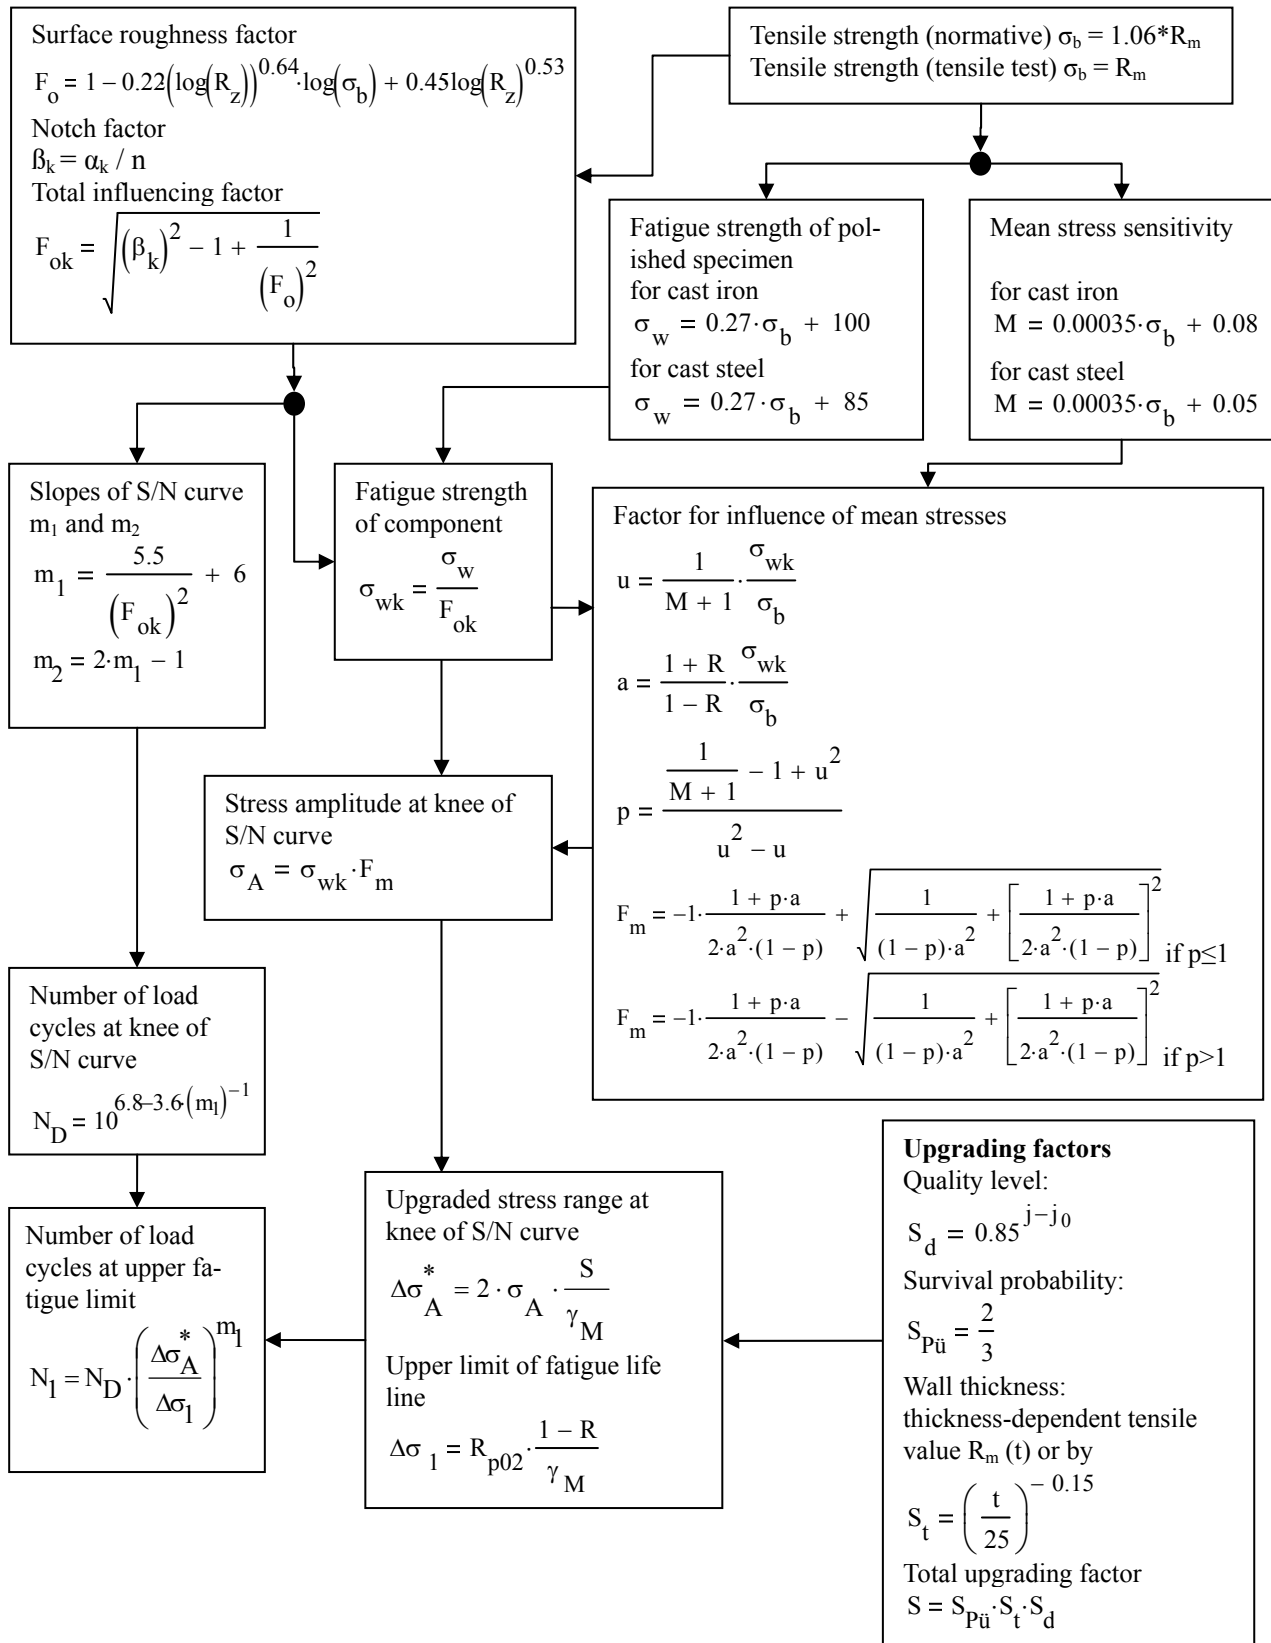 Surface roughness factor
F_o = 1 − 0.22(log(R_z))^0.64·log(σ_b) + 0.45log(R_z)^0.53
Notch factor
ß_k = α_k / n
Total influencing factor
F_ok = √((β_k)^2 − 1 + 1/(F_o)^2)
Tensile strength (normative) σ_b = 1.06*R_m
Tensile strength (tensile test) σ_b = R_m
Fatigue strength of pol-
ished specimen
for cast iron
σ_w = 0.27·σ_b + 100
for cast steel
σ_w = 0.27·σ_b + 85
Mean stress sensitivity
for cast iron
M = 0.00035·σ_b + 0.08
for cast steel
M = 0.00035·σ_b + 0.05
Slopes of S/N curve
m_1 and m_2
m_1 = 5.5/(F_ok)^2 + 6
m_2 = 2·m_1 − 1
Fatigue strength
of component
σ_wk = σ_w/F_ok
Factor for influence of mean stresses
u = 1/(M + 1)·σ_wk/σ_b
a = (1 + R)/(1 − R)·σ_wk/σ_b
p = (1/(M + 1) − 1 + u^2)/(u^2 − u)
F_m = −1·(1 + p·a)/(2·a^2·(1 − p)) + √(1/((1 − p)·a^2) + [(1 + p·a)/(2·a^2·(1 − p))]^2) if p≤1
F_m = −1·(1 + p·a)/(2·a^2·(1 − p)) − √(1/((1 − p)·a^2) + [(1 + p·a)/(2·a^2·(1 − p))]^2) if p>1
Stress amplitude at knee of
S/N curve
σ_A = σ_wk·F_m
Number of load
cycles at knee of
S/N curve
N_D = 10^(6.8–3.6·(m_1)^−1)
Number of load
cycles at upper fa-
tigue limit
N_1 = N_D·(Δσ_A^*/Δσ_1)^m_1
Upgraded stress range at
knee of S/N curve
Δσ_A^* = 2 · σ_A · S/γ_M
Upper limit of fatigue life
line
Δσ_1 = R_p02·(1 − R)/γ_M
Upgrading factors
Quality level:
S_d = 0.85^(j−j_0)
Survival probability:
S_Pü = 2/3
Wall thickness:
thickness-dependent tensile
value R_m (t) or by
S_t = (t/25)^− 0.15
Total upgrading factor
S = S_Pü·S_t·S_d